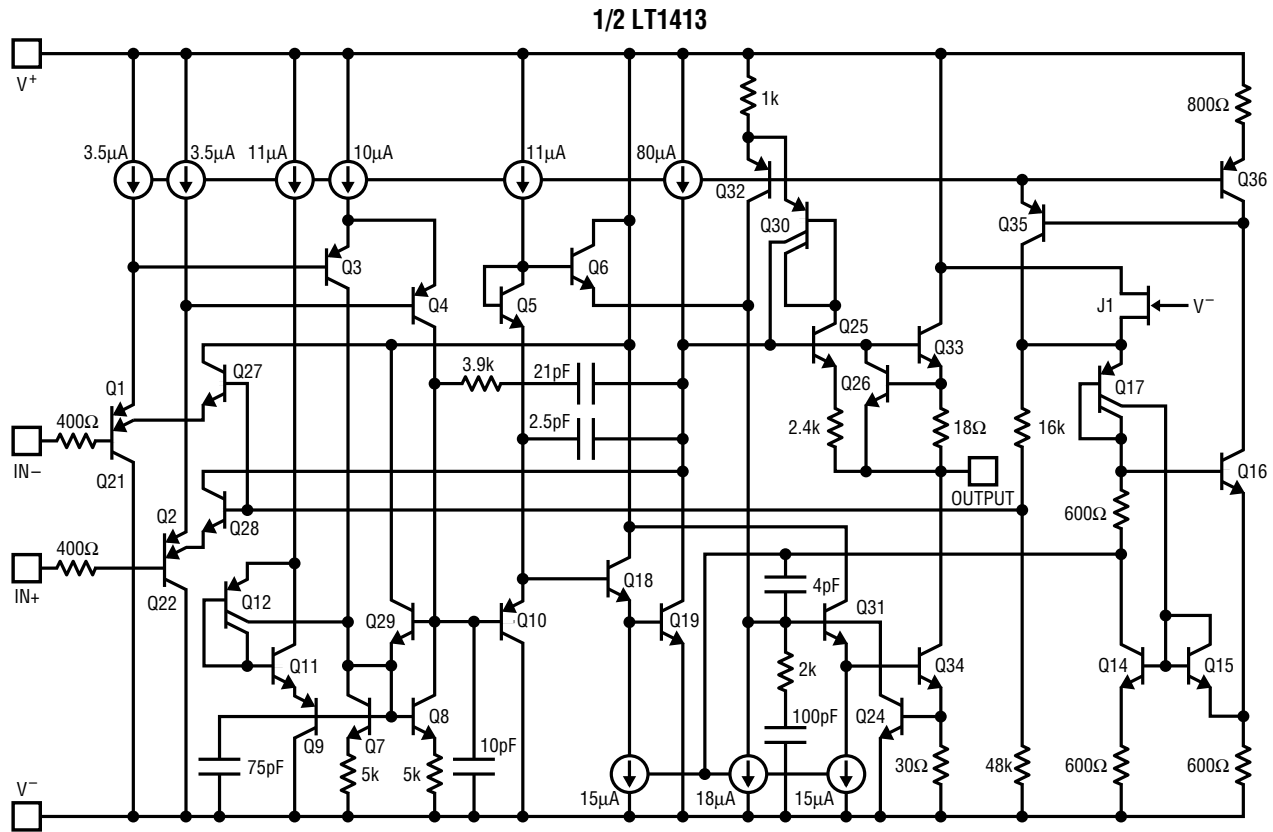 1/2 LT1413
V+
1k
800Ω
3.5µA
3.5µA
11µA
10µA
11µA
80µA
Q32
Q36
Q30
Q35
Q3
Q6
Q4
Q5
J1
V–
Q25
Q33
Q27
3.9k
21pF
Q26
Q17
Q1
400Ω
2.5pF
2.4k
18Ω
16k
IN–
Q21
Q16
OUTPUT
Q2
Q28
600Ω
400Ω
IN+
Q22
Q12
Q18
4pF
Q29
Q10
Q19
Q31
Q11
2k
Q34
Q14
Q15
Q9
Q7
Q8
100pF
Q24
75pF
5k
5k
10pF
30Ω
48k
600Ω
600Ω
V–
15µA
18µA
15µA